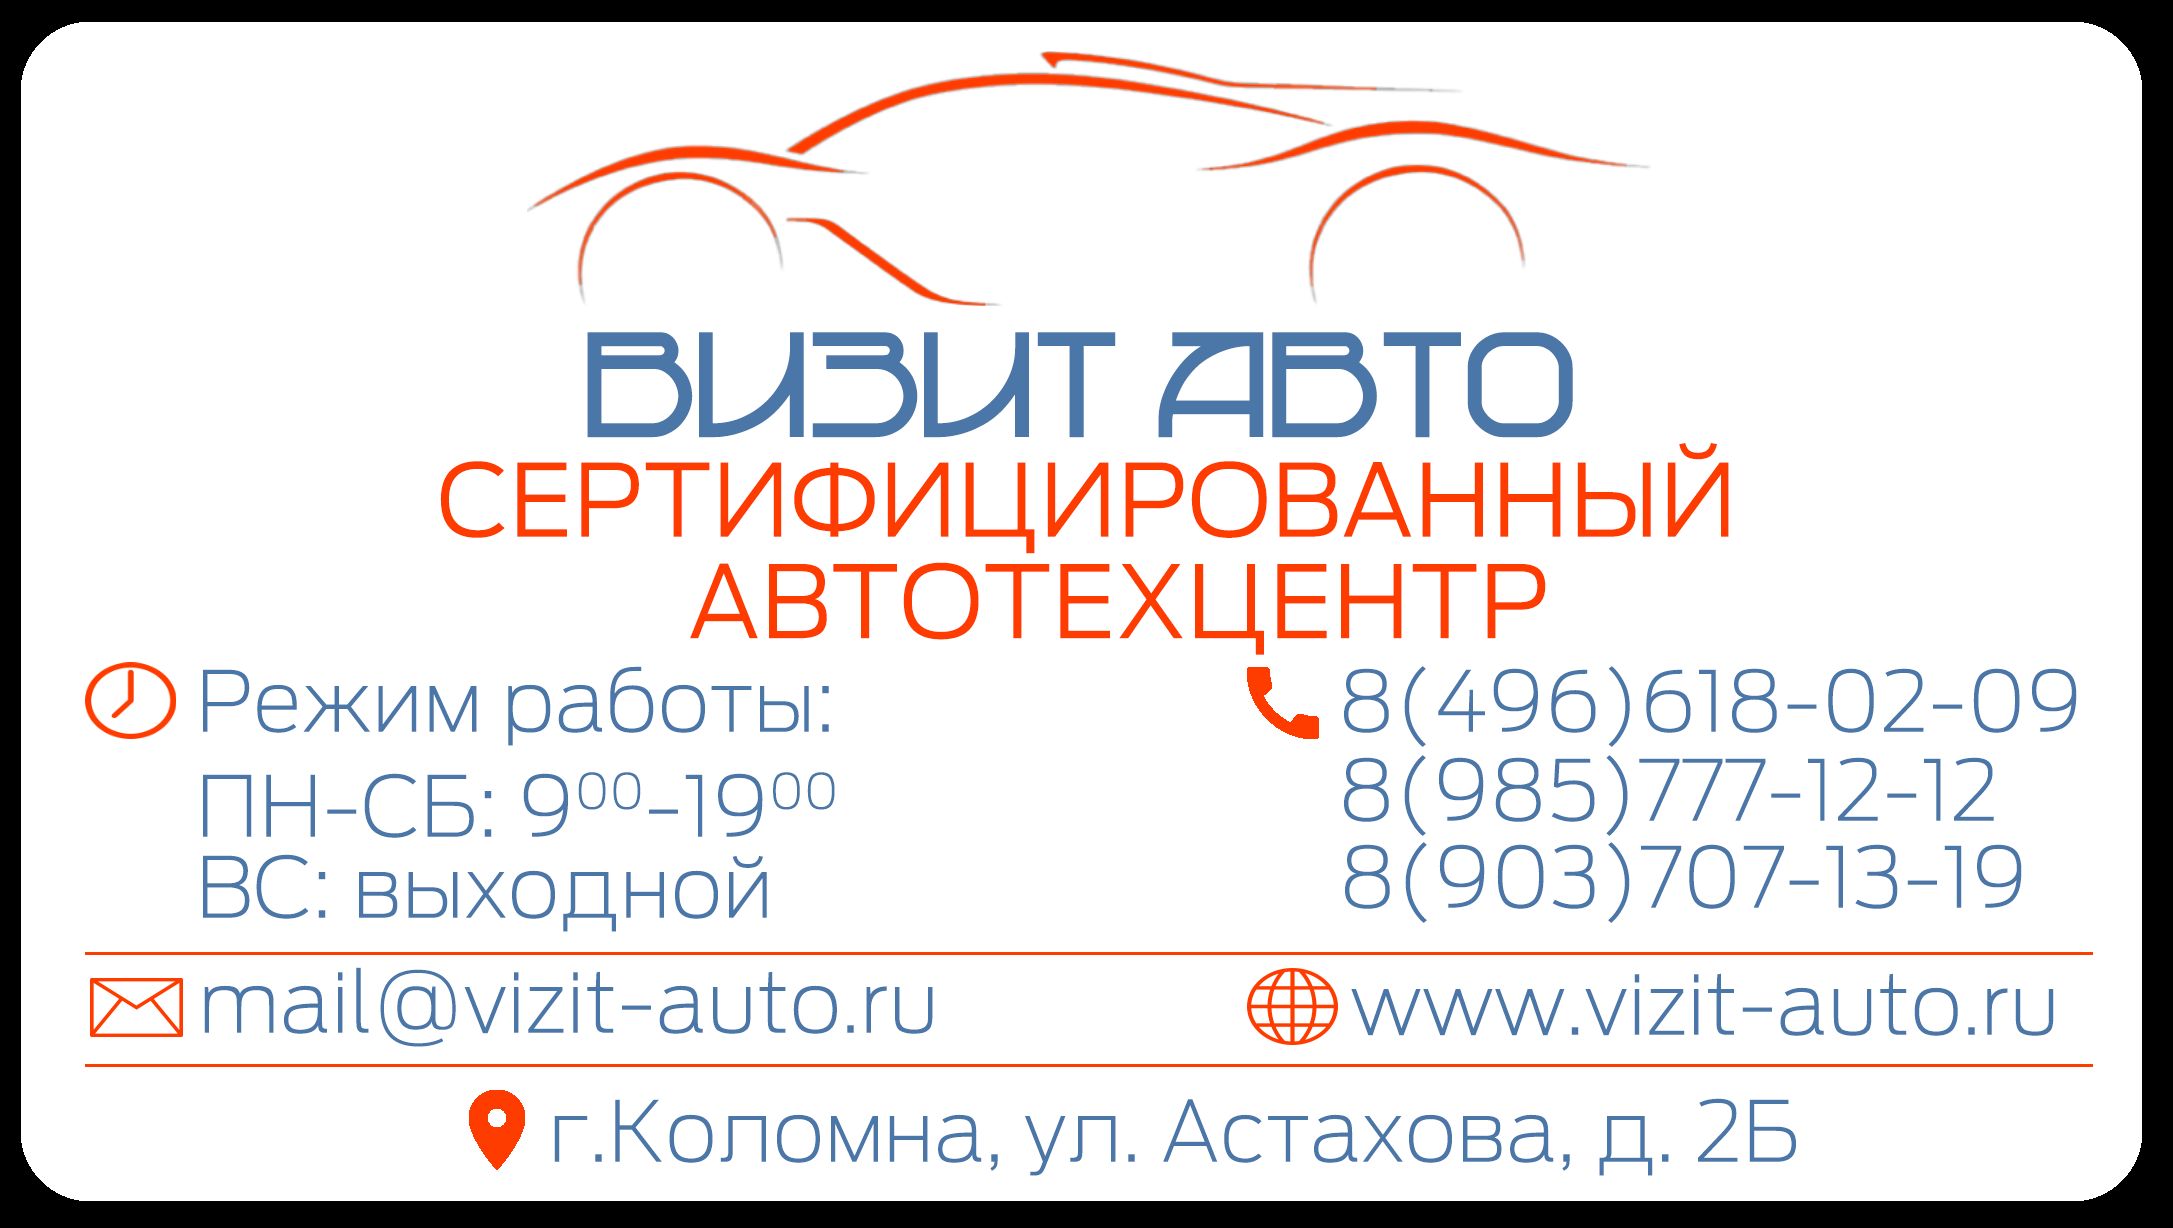 ВИЗИТ АВТО
СЕРТИФИЦИРОВАННЫЙ
АВТОТЕХЦЕНТР
Режим работы:
ПН-СБ: 9⁰⁰-19⁰⁰
ВС: выходной
8(496)618-02-09
8(985)777-12-12
8(903)707-13-19
mail@vizit-auto.ru
www.vizit-auto.ru
г.Коломна, ул. Астахова, д. 2Б